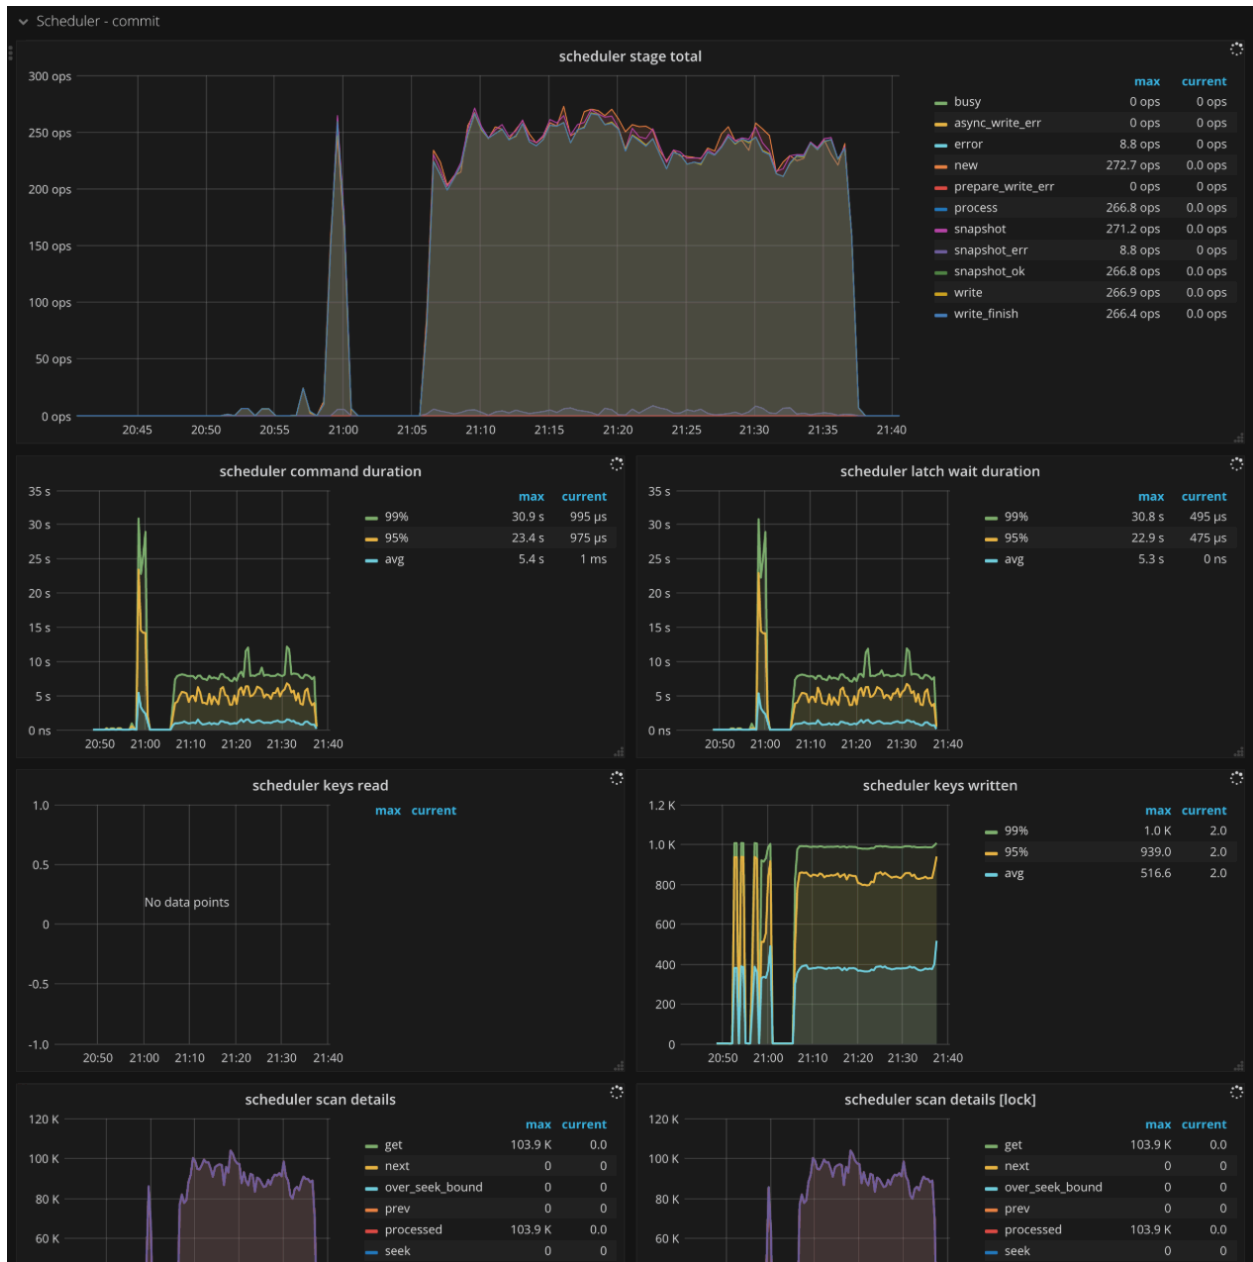 Scheduler - commit
scheduler stage total
max current
300 ops
250 ops
200 ops
150 ops
100 ops
50 ops
0 ops
20:45 20:50 20:55 21:00 21:05 21:10 21:15 21:20 21:25 21:30 21:35 21:40
busy 0 ops 0 ops
async_write_err 0 ops 0 ops
error 8.8 ops 0 ops
new 272.7 ops 0.0 ops
prepare_write_err 0 ops 0 ops
process 266.8 ops 0.0 ops
snapshot 271.2 ops 0.0 ops
snapshot_err 8.8 ops 0 ops
snapshot_ok 266.8 ops 0.0 ops
write 266.9 ops 0.0 ops
write_finish 266.4 ops 0.0 ops
scheduler command duration
35 s
30 s
25 s
20 s
15 s
10 s
5 s
0 ns
20:50 21:00 21:10 21:20 21:30 21:40
max current
99% 30.9 s 995 µs
95% 23.4 s 975 µs
avg 5.4 s 1 ms
scheduler latch wait duration
35 s
30 s
25 s
20 s
15 s
10 s
5 s
0 ns
20:50 21:00 21:10 21:20 21:30 21:40
max current
99% 30.8 s 495 µs
95% 22.9 s 475 µs
avg 5.3 s 0 ns
scheduler keys read
1.0
0.5
0
-0.5
-1.0
No data points
20:50 21:00 21:10 21:20 21:30 21:40
max current
scheduler keys written
1.2 K
1.0 K
800
600
400
200
0
20:50 21:00 21:10 21:20 21:30 21:40
max current
99% 1.0 K 2.0
95% 939.0 2.0
avg 516.6 2.0
scheduler scan details
120 K
100 K
80 K
60 K
max current
get 103.9 K 0.0
next 0 0
over_seek_bound 0 0
prev 0 0
processed 103.9 K 0.0
seek 0 0
scheduler scan details [lock]
120 K
100 K
80 K
60 K
max current
get 103.9 K 0.0
next 0 0
over_seek_bound 0 0
prev 0 0
processed 103.9 K 0.0
seek 0 0